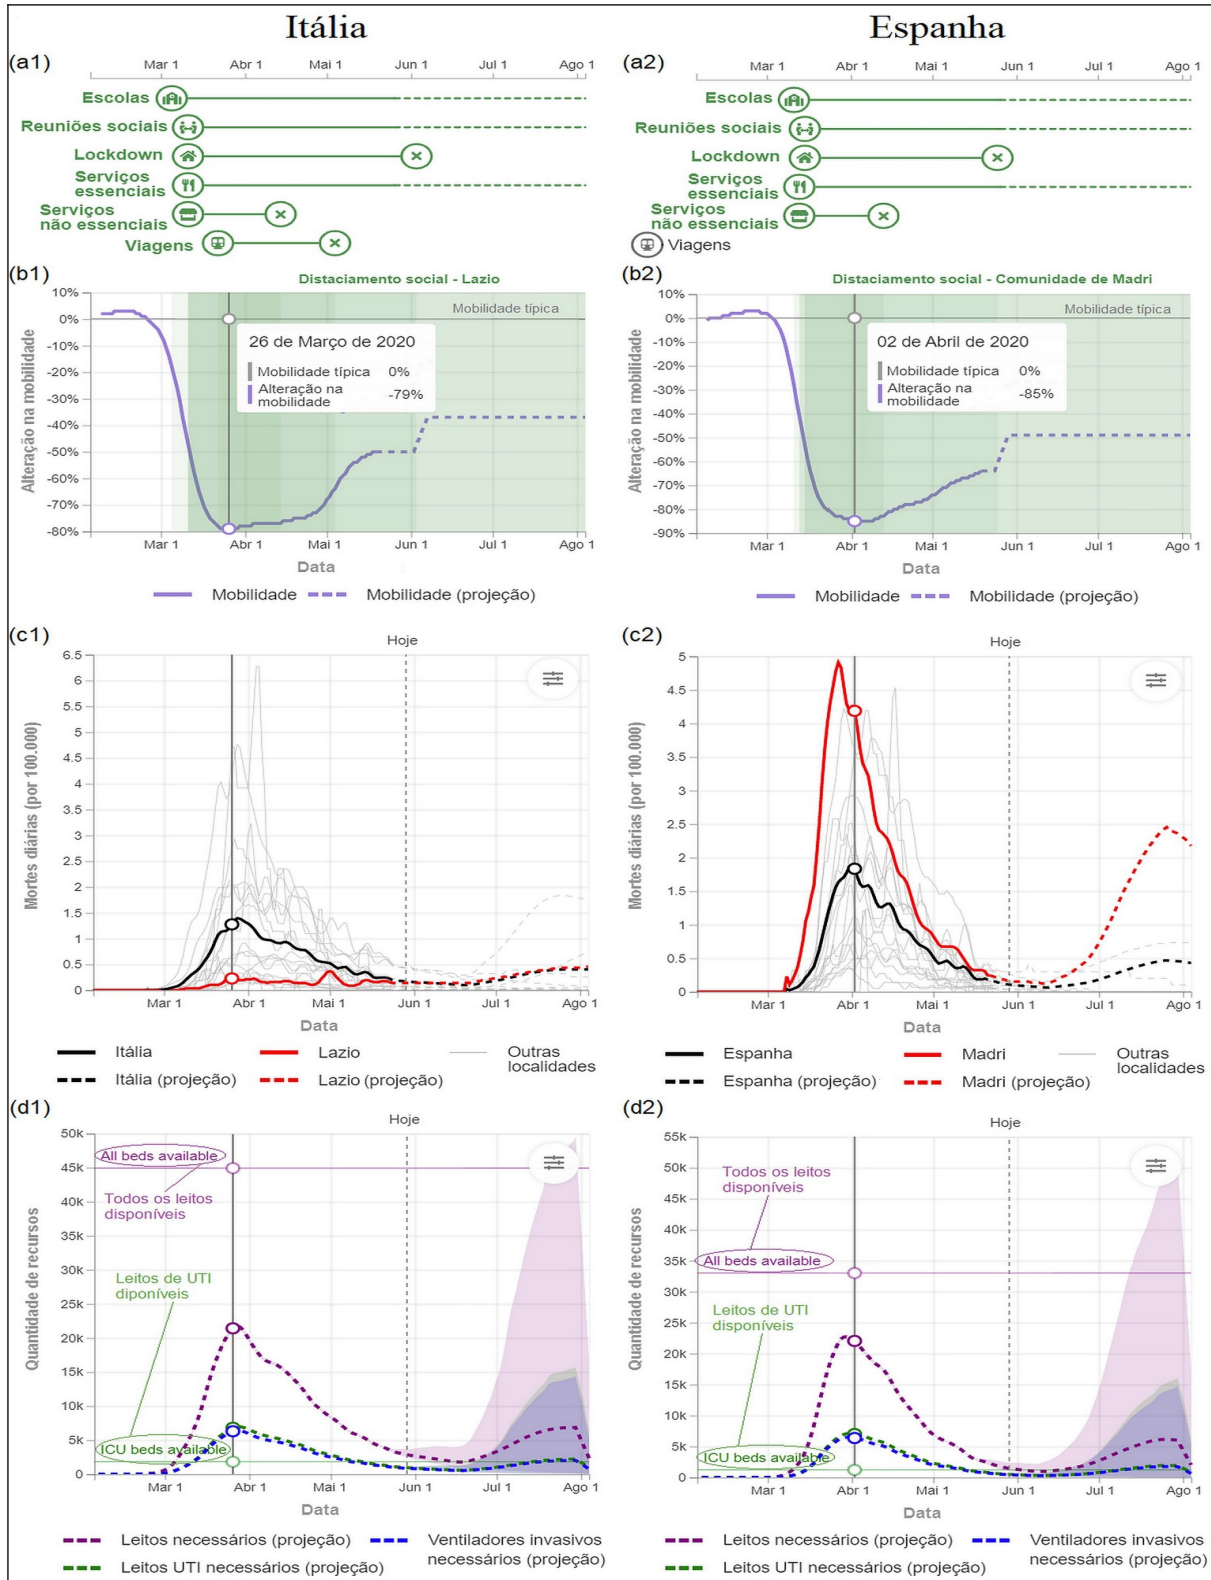 Itália
Espanha
(a1)
Mar 1 Abr 1 Mai 1 Jun 1 Jul 1 Ago 1
Escolas
Reuniões sociais
Lockdown
Serviços
essenciais
Serviços
não essenciais
Viagens
(a2)
Mar 1 Abr 1 Mai 1 Jun 1 Jul 1 Ago 1
Escolas
Reuniões sociais
Lockdown
Serviços
essenciais
Serviços
não essenciais
Viagens
(b1)
Distaciamento social - Lazio
Mobilidade típica
10%
0%
-10%
-20%
-30%
-40%
-50%
-60%
-70%
-80%
Alteração na mobilidade
26 de Março de 2020
Mobilidade típica 0%
Alteração na
mobilidade -79%
Mar 1 Abr 1 Mai 1 Jun 1 Jul 1 Ago 1
Data
Mobilidade Mobilidade (projeção)
(b2)
Distaciamento social - Comunidade de Madri
Mobilidade típica
10%
0%
-10%
-20%
-30%
-40%
-50%
-60%
-70%
-80%
-90%
Alteração na mobilidade
02 de Abril de 2020
Mobilidade típica 0%
Alteração na
mobilidade -85%
Mar 1 Abr 1 Mai 1 Jun 1 Jul 1 Ago 1
Data
Mobilidade Mobilidade (projeção)
(c1)
Hoje
6.5
6
5.5
5
4.5
4
3.5
3
2.5
2
1.5
1
0.5
0
Mortes diárias (por 100.000)
Mar 1 Abr 1 Mai 1 Jun 1 Jul 1 Ago 1
Data
Itália Lazio Outras
localidades
Itália (projeção) Lazio (projeção)
(c2)
Hoje
5
4.5
4
3.5
3
2.5
2
1.5
1
0.5
0
Mortes diárias (por 100.000)
Mar 1 Abr 1 Mai 1 Jun 1 Jul 1 Ago 1
Data
Espanha Madri Outras
localidades
Espanha (projeção) Madri (projeção)
(d1)
Hoje
50k
45k
40k
35k
30k
25k
20k
15k
10k
5k
0
Quantidade de recursos
All beds available
Todos os leitos
disponíveis
Leitos de UTI
diponíveis
ICU beds available
Mar 1 Abr 1 Mai 1 Jun 1 Jul 1 Ago 1
Data
Leitos necessários (projeção) Ventiladores invasivos
necessários (projeção)
Leitos UTI necessários (projeção)
(d2)
Hoje
55k
50k
45k
40k
35k
30k
25k
20k
15k
10k
5k
0
Quantidade de recursos
Todos os leitos
disponíveis
All beds available
Leitos de UTI
disponíveis
ICU beds available
Mar 1 Abr 1 Mai 1 Jun 1 Jul 1 Ago 1
Data
Leitos necessários (projeção) Ventiladores invasivos
necessários (projeção)
Leitos UTI necessários (projeção)